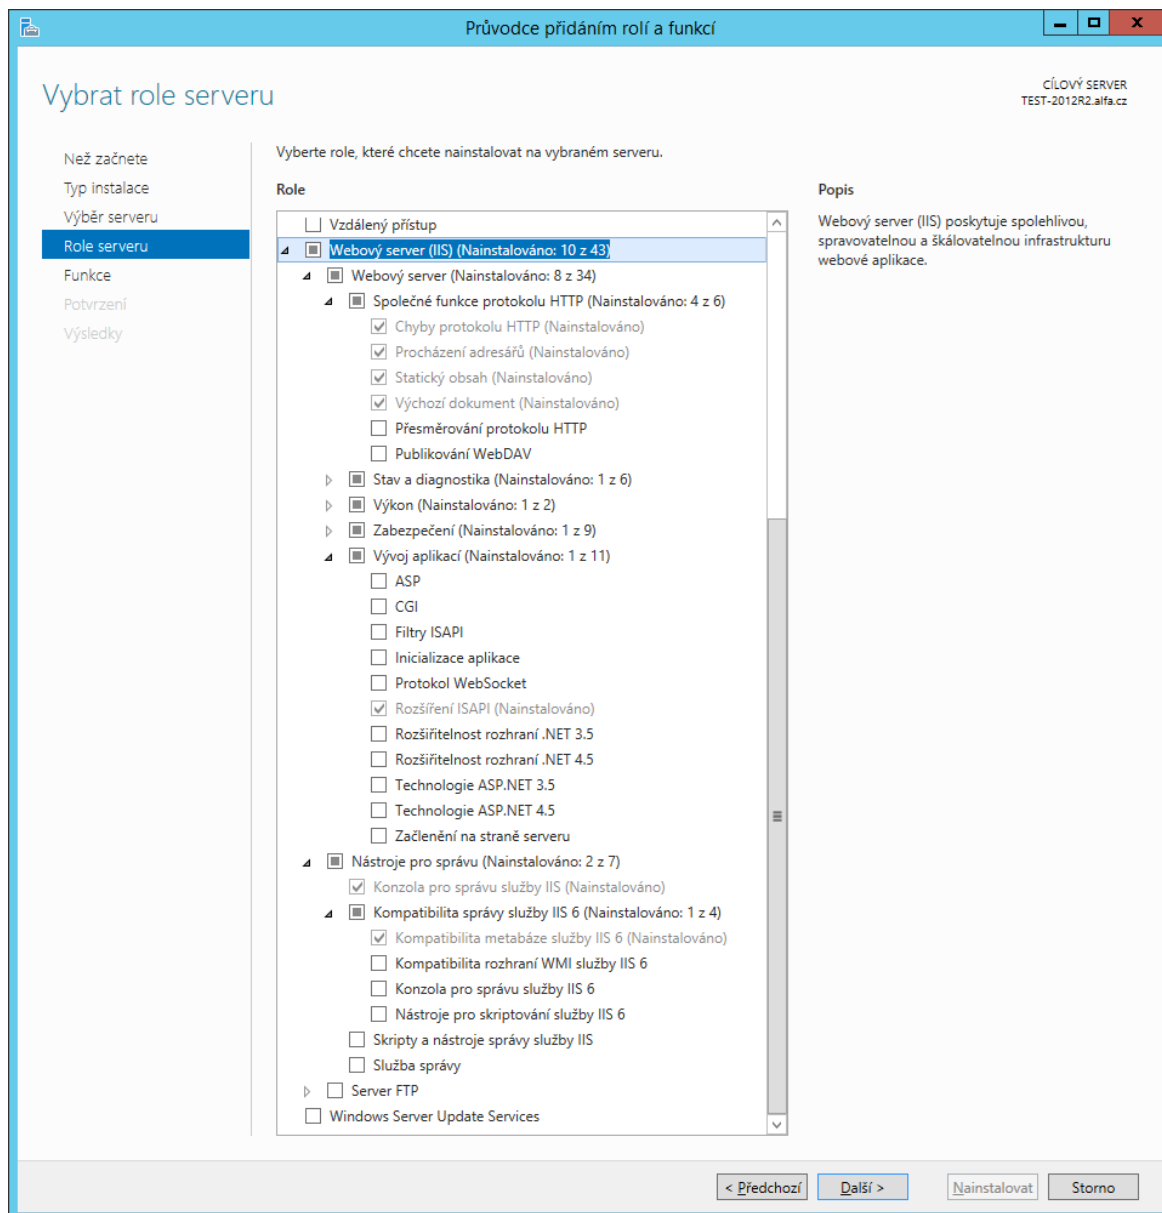 Průvodce přidáním rolí a funkcí
Vybrat role serveru
CÍLOVÝ SERVER
TEST-2012R2.alfa.cz
Než začnete
Typ instalace
Výběr serveru
Role serveru
Funkce
Potvrzení
Výsledky
Vyberte role, které chcete nainstalovat na vybraném serveru.
Role
Vzdálený přístup
Webový server (IIS) (Nainstalováno: 10 z 43)
Webový server (Nainstalováno: 8 z 34)
Společné funkce protokolu HTTP (Nainstalováno: 4 z 6)
Chyby protokolu HTTP (Nainstalováno)
Procházení adresářů (Nainstalováno)
Statický obsah (Nainstalováno)
Výchozí dokument (Nainstalováno)
Přesměrování protokolu HTTP
Publikování WebDAV
Stav a diagnostika (Nainstalováno: 1 z 6)
Výkon (Nainstalováno: 1 z 2)
Zabezpečení (Nainstalováno: 1 z 9)
Vývoj aplikací (Nainstalováno: 1 z 11)
ASP
CGI
Filtry ISAPI
Inicializace aplikace
Protokol WebSocket
Rozšíření ISAPI (Nainstalováno)
Rozšiřitelnost rozhraní .NET 3.5
Rozšiřitelnost rozhraní .NET 4.5
Technologie ASP.NET 3.5
Technologie ASP.NET 4.5
Začlenění na straně serveru
Nástroje pro správu (Nainstalováno: 2 z 7)
Konzola pro správu služby IIS (Nainstalováno)
Kompatibilita správy služby IIS 6 (Nainstalováno: 1 z 4)
Kompatibilita metabáze služby IIS 6 (Nainstalováno)
Kompatibilita rozhraní WMI služby IIS 6
Konzola pro správu služby IIS 6
Nástroje pro skriptování služby IIS 6
Skripty a nástroje správy služby IIS
Služba správy
Server FTP
Windows Server Update Services
Popis
Webový server (IIS) poskytuje spolehlivou,
spravovatelnou a škálovatelnou infrastrukturu
webové aplikace.
< Předchozí
Další >
Nainstalovat
Storno